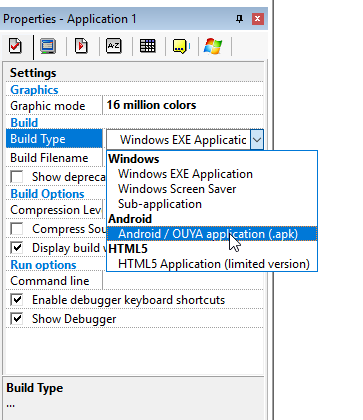 Properties - Application 1
A-Z
Settings
Graphics
Graphic mode 16 million colors
Build
Build Type Windows EXE Applicatic
Build Filename
Windows
Show depreca
Windows EXE Application
Build Options
Windows Screen Saver
Sub-application
Compression Lev
Android
Compress Sou
Android / OUYA application (.apk)
Display build w
HTML5
Run options
HTML5 Application (limited version)
Command line
Enable debugger keyboard shortcuts
Show Debugger
Build Type
...